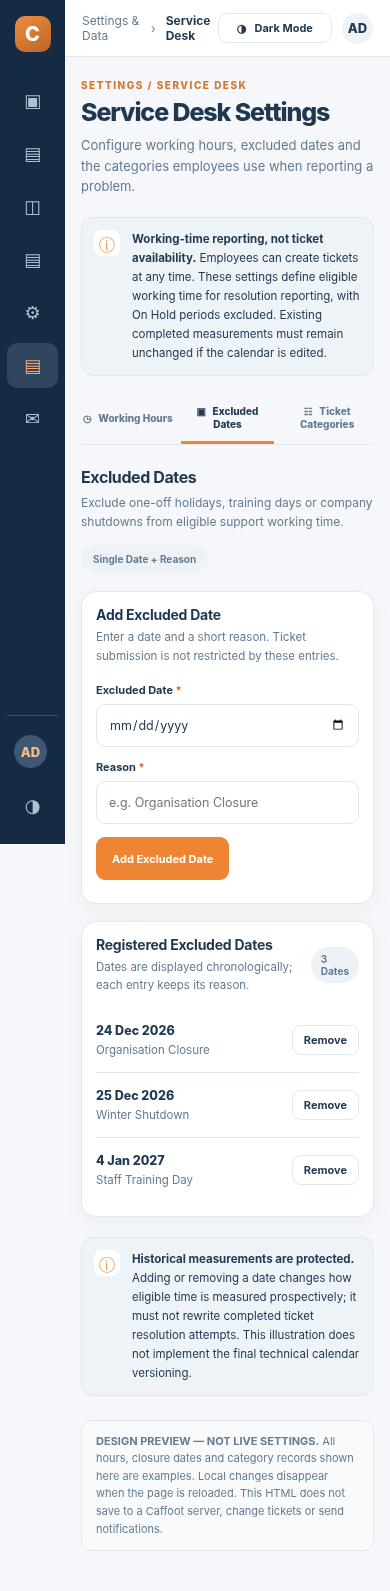 C
Settings &
Data
›
Service
Desk
Dark Mode
AD
SETTINGS / SERVICE DESK
Service Desk Settings
Configure working hours, excluded dates and
the categories employees use when reporting a
problem.
Working-time reporting, not ticket
availability. Employees can create tickets
at any time. These settings define eligible
working time for resolution reporting, with
On Hold periods excluded. Existing
completed measurements must remain
unchanged if the calendar is edited.
Working Hours
Excluded
Dates
Ticket
Categories
Excluded Dates
Exclude one-off holidays, training days or company
shutdowns from eligible support working time.
Single Date + Reason
Add Excluded Date
Enter a date and a short reason. Ticket
submission is not restricted by these entries.
Excluded Date *
mm/dd/yyyy
Reason *
e.g. Organisation Closure
Add Excluded Date
Registered Excluded Dates
Dates are displayed chronologically;
each entry keeps its reason.
3
Dates
24 Dec 2026
Organisation Closure
Remove
25 Dec 2026
Winter Shutdown
Remove
4 Jan 2027
Staff Training Day
Remove
AD
Historical measurements are protected.
Adding or removing a date changes how
eligible time is measured prospectively; it
must not rewrite completed ticket
resolution attempts. This illustration does
not implement the final technical calendar
versioning.
DESIGN PREVIEW — NOT LIVE SETTINGS. All
hours, closure dates and category records shown
here are examples. Local changes disappear
when the page is reloaded. This HTML does not
save to a Caffoot server, change tickets or send
notifications.